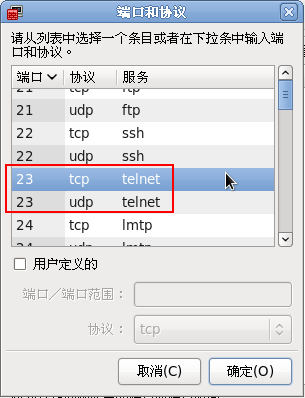 端口和协议
请从列表中选择一个条目或者在下拉条中输入端
口和协议。
端口 协议 服务
21 tcp ftp
21 udp ftp
22 tcp ssh
22 udp ssh
23 tcp telnet
23 udp telnet
24 tcp lmtp
24 udp lmtp
用户定义的
端口／端口范围：
协议： tcp
取消(C) 确定(O)